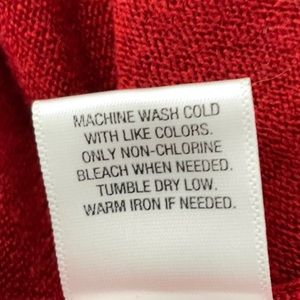 MACHINE WASH COLD
WITH LIKE COLORS.
ONLY NON-CHLORINE
BLEACH WHEN NEEDED.
TUMBLE DRY LOW.
WARM IRON IF NEEDED.